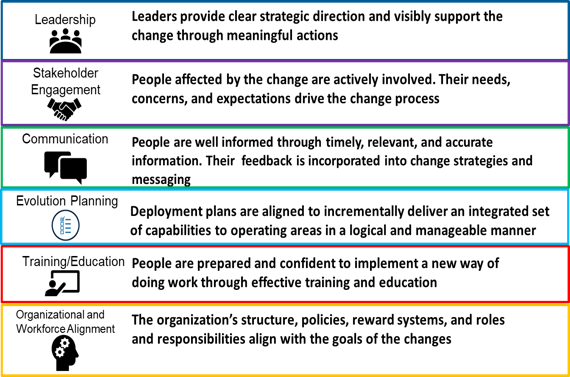 Leadership
Leaders provide clear strategic direction and visibly support the
change through meaningful actions
Stakeholder
Engagement
People affected by the change are actively involved. Their needs,
concerns, and expectations drive the change process
Communication
People are well informed through timely, relevant, and accurate
information. Their feedback is incorporated into change strategies and
messaging
Evolution Planning
Deployment plans are aligned to incrementally deliver an integrated set
of capabilities to operating areas in a logical and manageable manner
Training/Education
People are prepared and confident to implement a new way of
doing work through effective training and education
Organizational and
Workforce Alignment
The organization’s structure, policies, reward systems, and roles
and responsibilities align with the goals of the changes